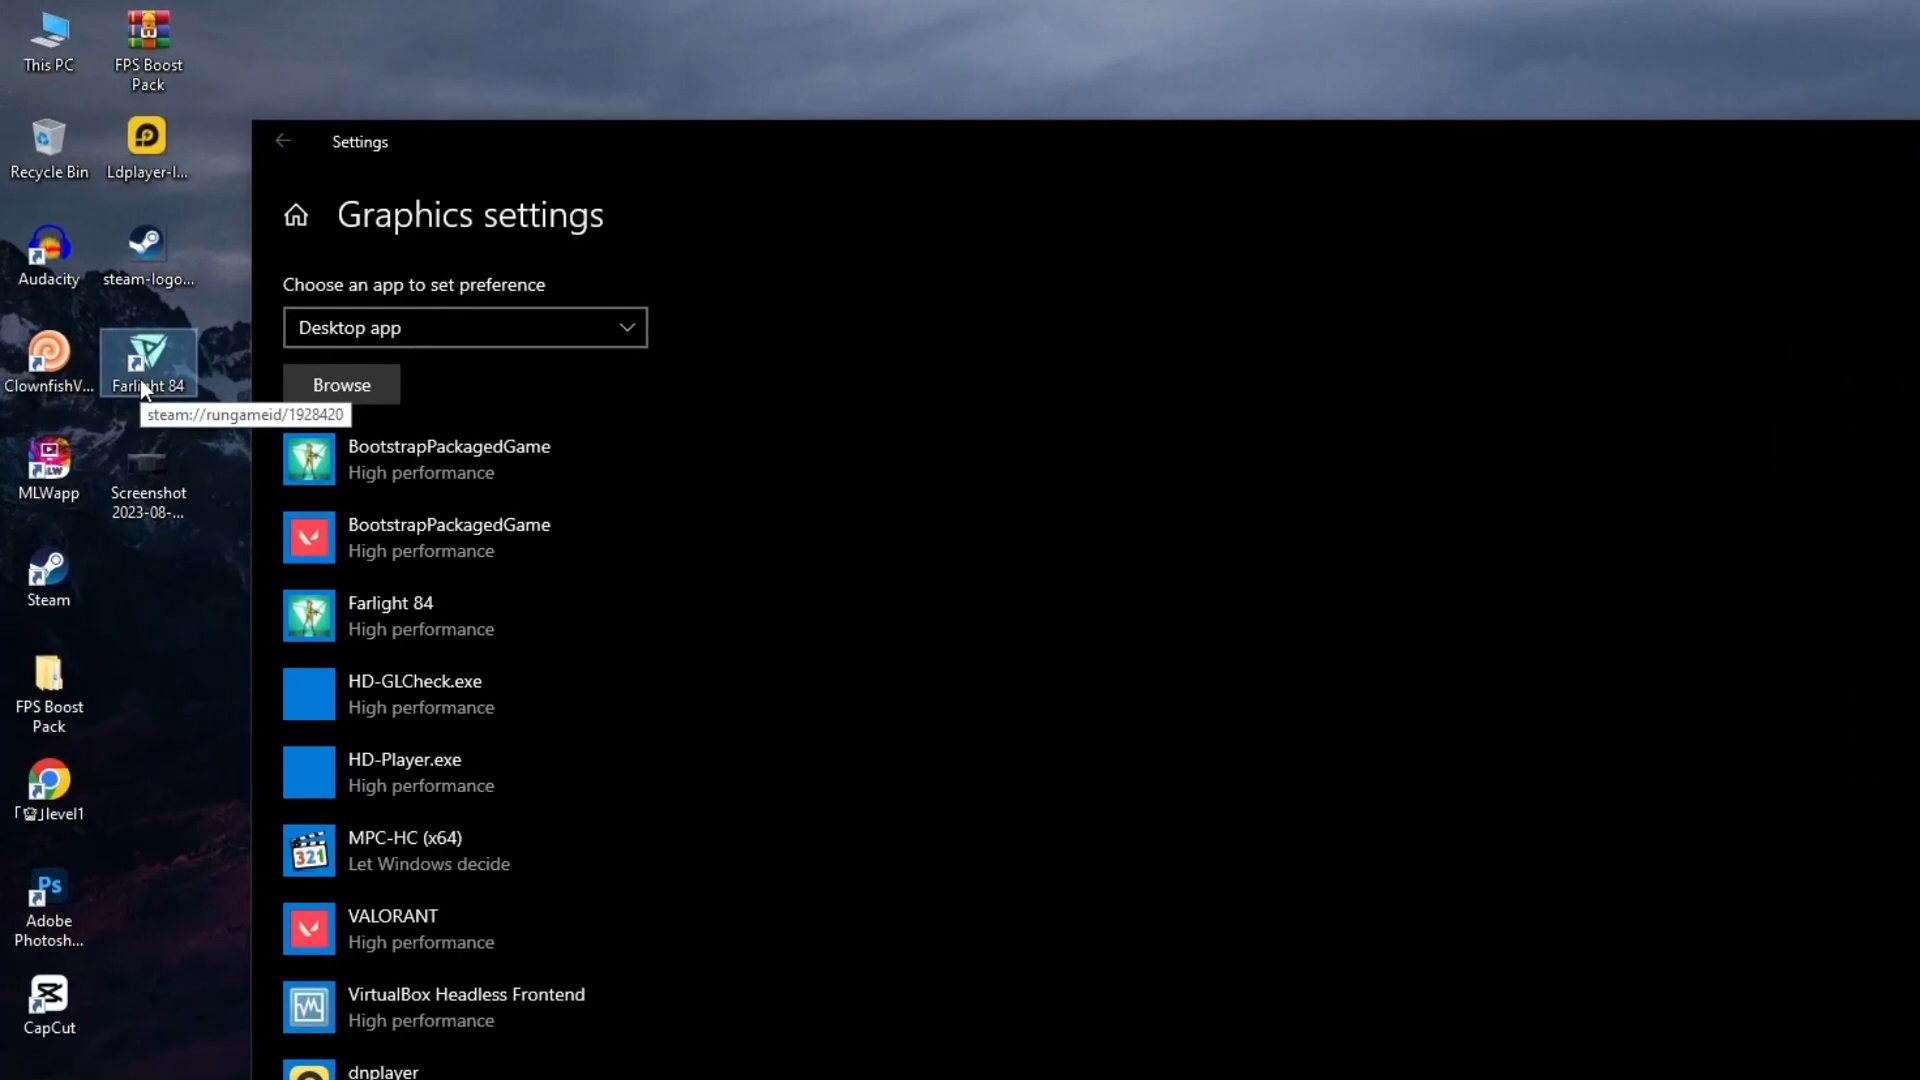 This PC
FPS Boost
Pack
Recycle Bin
Ldplayer-l...
Audacity
steam-logo...
ClownfishV...
Farlight 84
steam://rungameid/1928420
MLWapp
Screenshot
2023-08-...
Steam
FPS Boost
Pack
level1
Adobe
Photosh...
CapCut
Settings
Graphics settings
Choose an app to set preference
Desktop app
Browse
BootstrapPackagedGame
High performance
BootstrapPackagedGame
High performance
Farlight 84
High performance
HD-GLCheck.exe
High performance
HD-Player.exe
High performance
321
MPC-HC (x64)
Let Windows decide
VALORANT
High performance
VirtualBox Headless Frontend
High performance
dnplayer
Ps